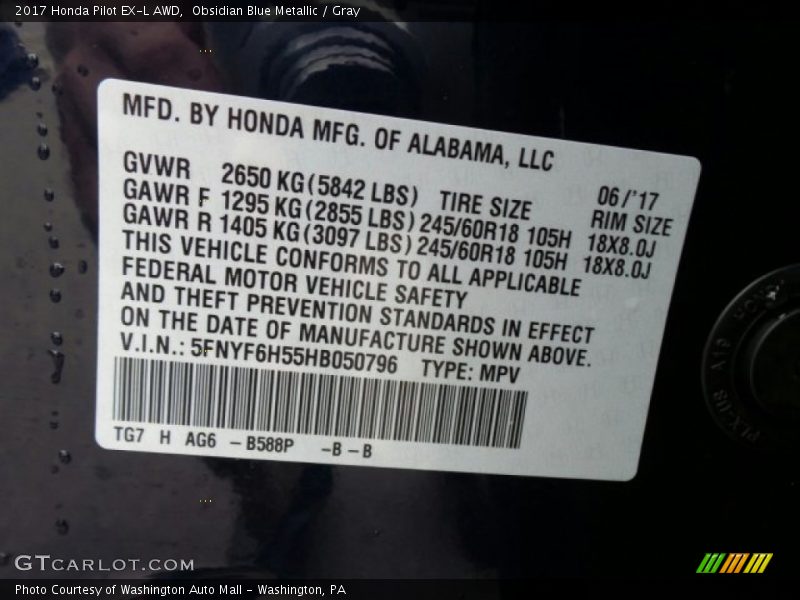 2017 Honda Pilot EX-L AWD,  Obsidian Blue Metallic / Gray
MFD. BY HONDA MFG. OF ALABAMA, LLC
06/'17
GVWR 2650 KG(5842 LBS) TIRE SIZE RIM SIZE
GAWR F 1295 KG(2855 LBS) 245/60R18 105H 18X8.0J
GAWR R 1405 KG(3097 LBS) 245/60R18 105H 18X8.0J
THIS VEHICLE CONFORMS TO ALL APPLICABLE
FEDERAL MOTOR VEHICLE SAFETY
AND THEFT PREVENTION STANDARDS IN EFFECT
ON THE DATE OF MANUFACTURE SHOWN ABOVE.
V.I.N.: 5FNYF6H55HB050796 TYPE: MPV
TG7 H AG6 -B588P -B-B
GTCARLOT.COM
Photo Courtesy of Washington Auto Mall - Washington, PA